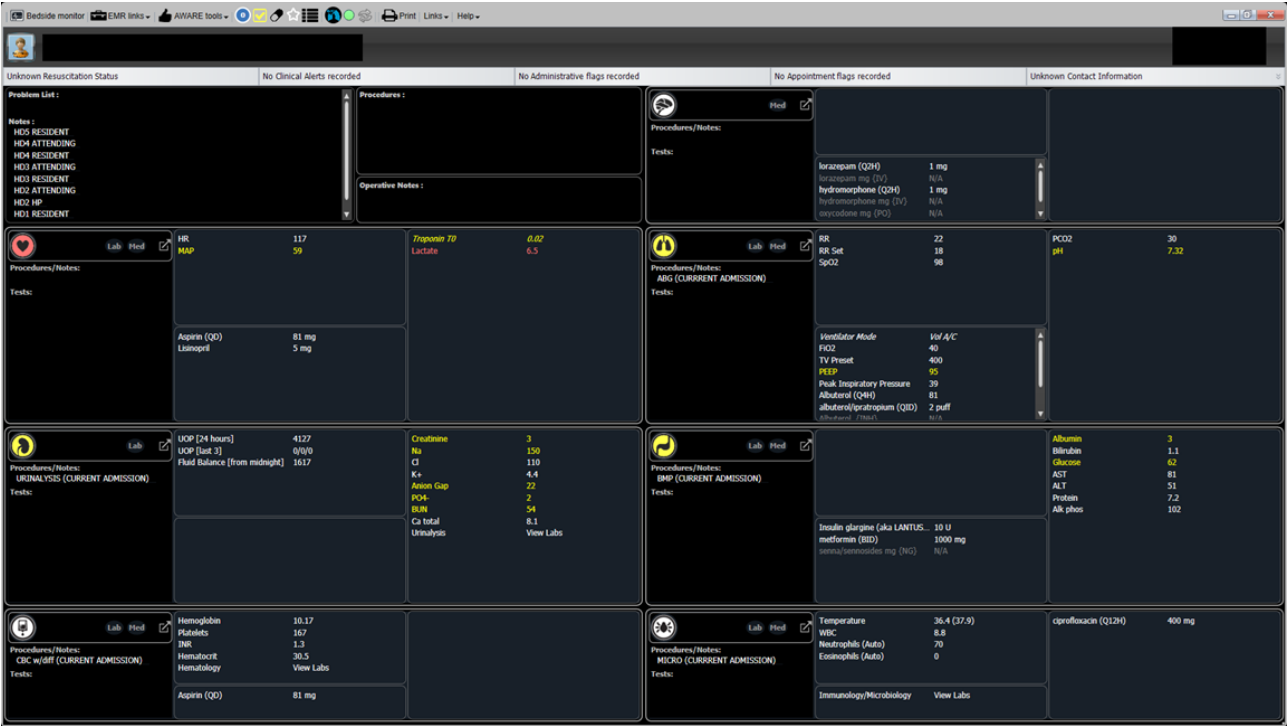 Bedside monitor EMR links AWARE tools Print Links Help
Unknown Resuscitation Status No Clinical Alerts recorded No Administrative flags recorded No Appointment flags recorded Unknown Contact Information
Problem List :
Notes :
HD5 RESIDENT
HD4 ATTENDING
HD4 RESIDENT
HD3 ATTENDING
HD3 RESIDENT
HD2 ATTENDING
HD2 HP
HD1 RESIDENT
Procedures :
Operative Notes :
Med
Procedures/Notes:
Tests:
lorazepam (Q2H) 1 mg
lorazepam mg (IV) N/A
hydromorphone (Q2H) 1 mg
hydromorphone mg (IV) N/A
oxycodone mg (PO) N/A
Lab Med
Procedures/Notes:
Tests:
HR 117
MAP 59
Aspirin (QD) 81 mg
Lisinopril 5 mg
Troponin T0 0.02
Lactate 6.5
Lab Med
Procedures/Notes:
ABG (CURRRENT ADMISSION)
Tests:
RR 22
RR Set 18
SpO2 98
Ventilator Mode Vol A/C
FiO2 40
TV Preset 400
PEEP 95
Peak Inspiratory Pressure 39
Albuterol (Q4H) 81
albuterol/ipratropium (QID) 2 puff
Albuterol (INH) N/A
PCO2 30
pH 7.32
Lab
Procedures/Notes:
URINALYSIS (CURRENT ADMISSION)
Tests:
UOP [24 hours] 4127
UOP [last 3] 0/0/0
Fluid Balance [from midnight] 1617
Creatinine 3
Na 150
Cl 110
K+ 4.4
Anion Gap 22
PO4- 2
BUN 54
Ca total 8.1
Urinalysis View Labs
Lab Med
Procedures/Notes:
BMP (CURRENT ADMISSION)
Tests:
Insulin glargine (aka LANTUS... 10 U
metformin (BID) 1000 mg
senna/sennosides mg (NG) N/A
Albumin 3
Bilirubin 1.1
Glucose 62
AST 81
ALT 51
Protein 7.2
Alk phos 102
Lab Med
Procedures/Notes:
CBC w/diff (CURRENT ADMISSION)
Tests:
Hemoglobin 10.17
Platelets 167
INR 1.3
Hematocrit 30.5
Hematology View Labs
Aspirin (QD) 81 mg
Lab Med
Procedures/Notes:
MICRO (CURRRENT ADMISSION)
Tests:
Temperature 36.4 (37.9)
WBC 8.8
Neutrophils (Auto) 70
Eosinophils (Auto) 0
Immunology/Microbiology View Labs
ciprofloxacin (Q12H) 400 mg